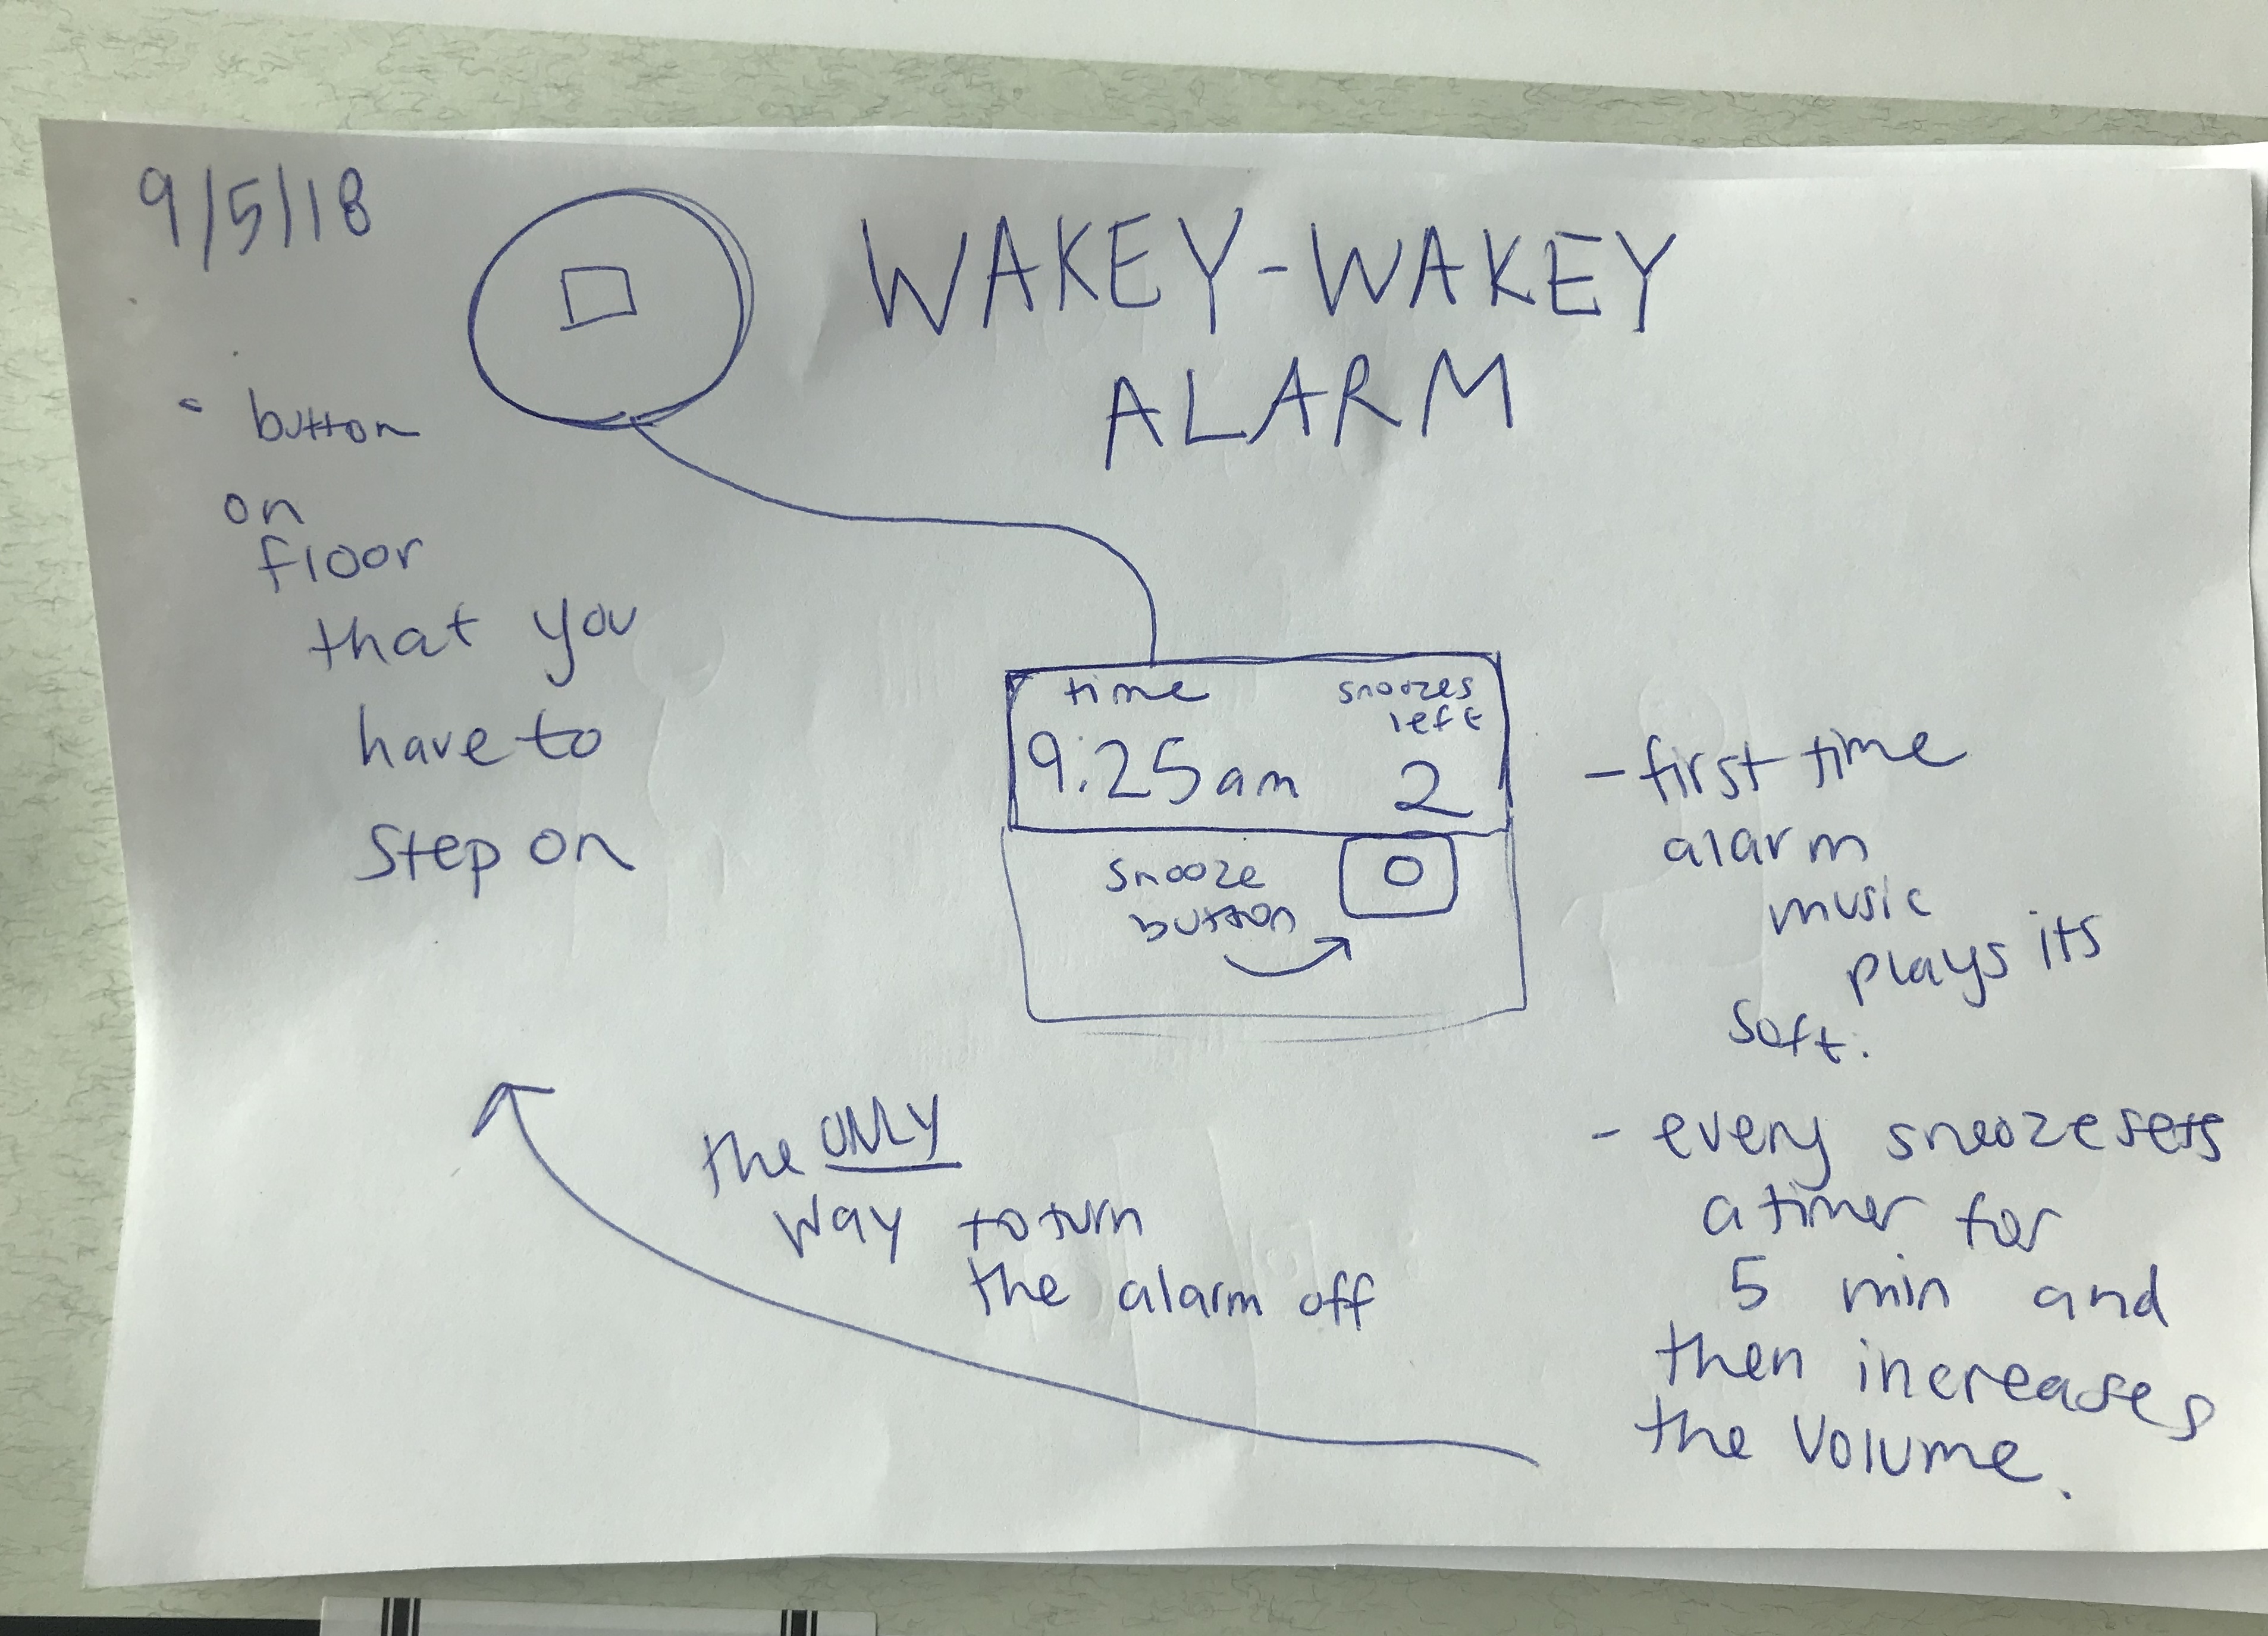 9/5/18
WAKEY-WAKEY
ALARM
- button
on
floor
that you
have to
step on
time
9:25am
snoozes
left
2
snooze
button
- first time
alarm
music
plays its
soft.
- every snooze sets
a timer for
5 min and
then increases
the volume.
the ONLY
way to turn
the alarm off